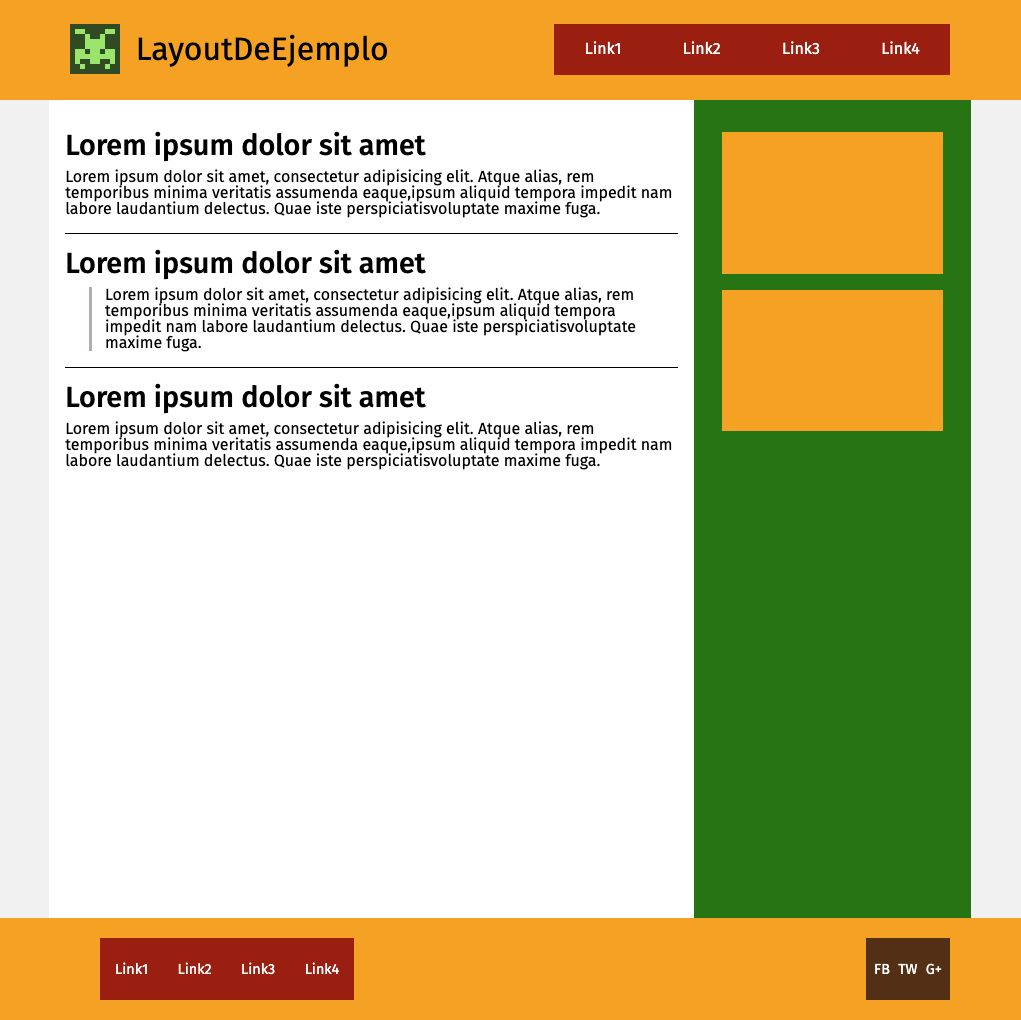 LayoutDeEjemplo
Link1 Link2 Link3 Link4
Lorem ipsum dolor sit amet
Lorem ipsum dolor sit amet, consectetur adipisicing elit. Atque alias, rem
temporibus minima veritatis assumenda eaque,ipsum aliquid tempora impedit nam
labore laudantium delectus. Quae iste perspiciatisvoluptate maxime fuga.
Lorem ipsum dolor sit amet
Lorem ipsum dolor sit amet, consectetur adipisicing elit. Atque alias, rem
temporibus minima veritatis assumenda eaque,ipsum aliquid tempora
impedit nam labore laudantium delectus. Quae iste perspiciatisvoluptate
maxime fuga.
Lorem ipsum dolor sit amet
Lorem ipsum dolor sit amet, consectetur adipisicing elit. Atque alias, rem
temporibus minima veritatis assumenda eaque,ipsum aliquid tempora impedit nam
labore laudantium delectus. Quae iste perspiciatisvoluptate maxime fuga.
Link1 Link2 Link3 Link4
FB TW G+